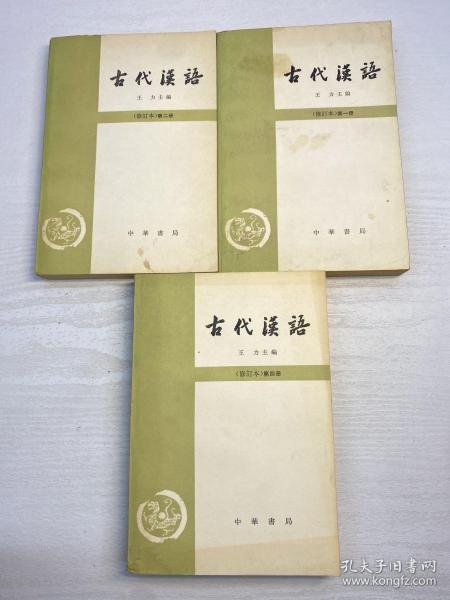 古代漢語
王 力主編
（修訂本）第二册
中華書局
古代漢語
王 力主編
（修訂本）第一册
中華書局
古代漢語
王 力主編
（修訂本）第四册
中華書局
孔夫子旧书网
www.kongfz.com